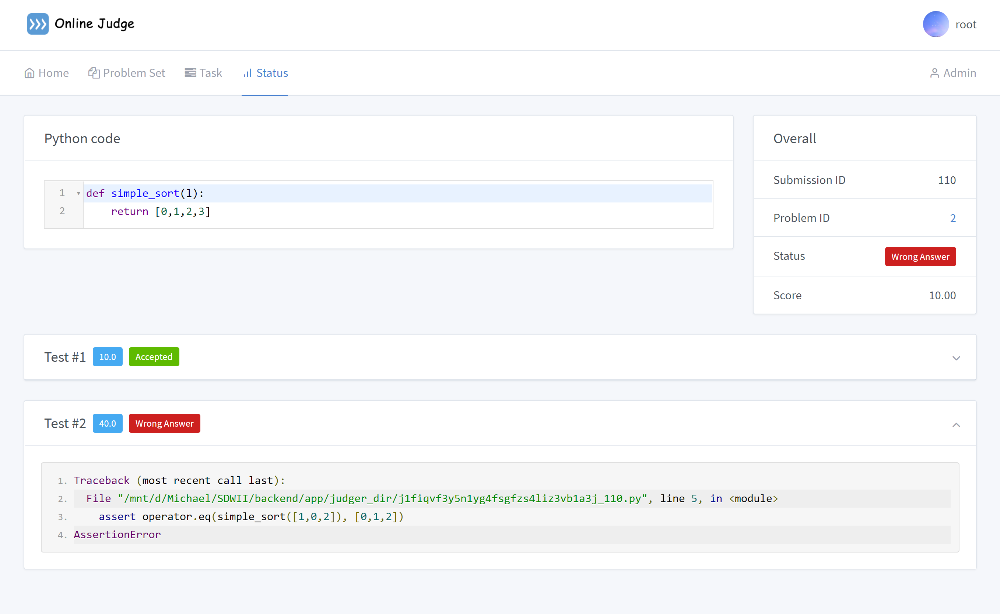 Online Judge
root
Home
Problem Set
Task
Status
Admin
Python code
1 def simple_sort(l):
2     return [0,1,2,3]
Overall
Submission ID 110
Problem ID 2
Status Wrong Answer
Score 10.00
Test #1 10.0 Accepted
Test #2 40.0 Wrong Answer
1. Traceback (most recent call last):
2.   File "/mnt/d/Michael/SDWII/backend/app/judger_dir/j1fiqvf3y5n1yg4fsgfzs4liz3vb1a3j_110.py", line 5, in <module>
3.     assert operator.eq(simple_sort([1,0,2]), [0,1,2])
4. AssertionError